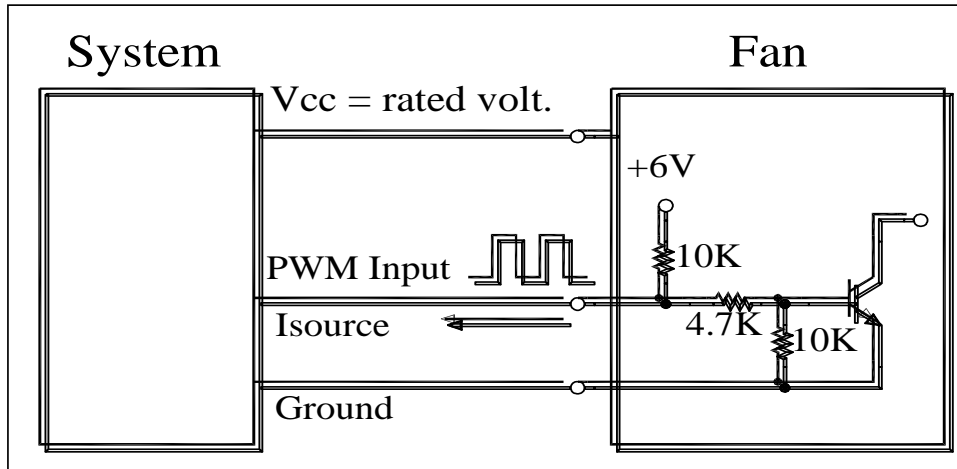 System
Fan
Vcc = rated volt.
+6V
10K
PWM Input
Isource
4.7K
10K
Ground